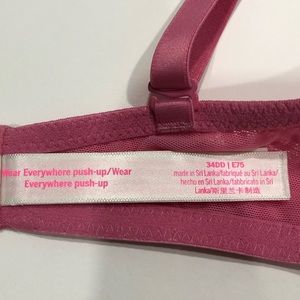 Wear Everywhere push-up/Wear
Everywhere push-up
34DD | E75
made in Sri Lanka/fabriqué au Sri Lanka/
hecho en Sri Lanka/fabbricato in Sri
Lanka/斯里兰卡制造